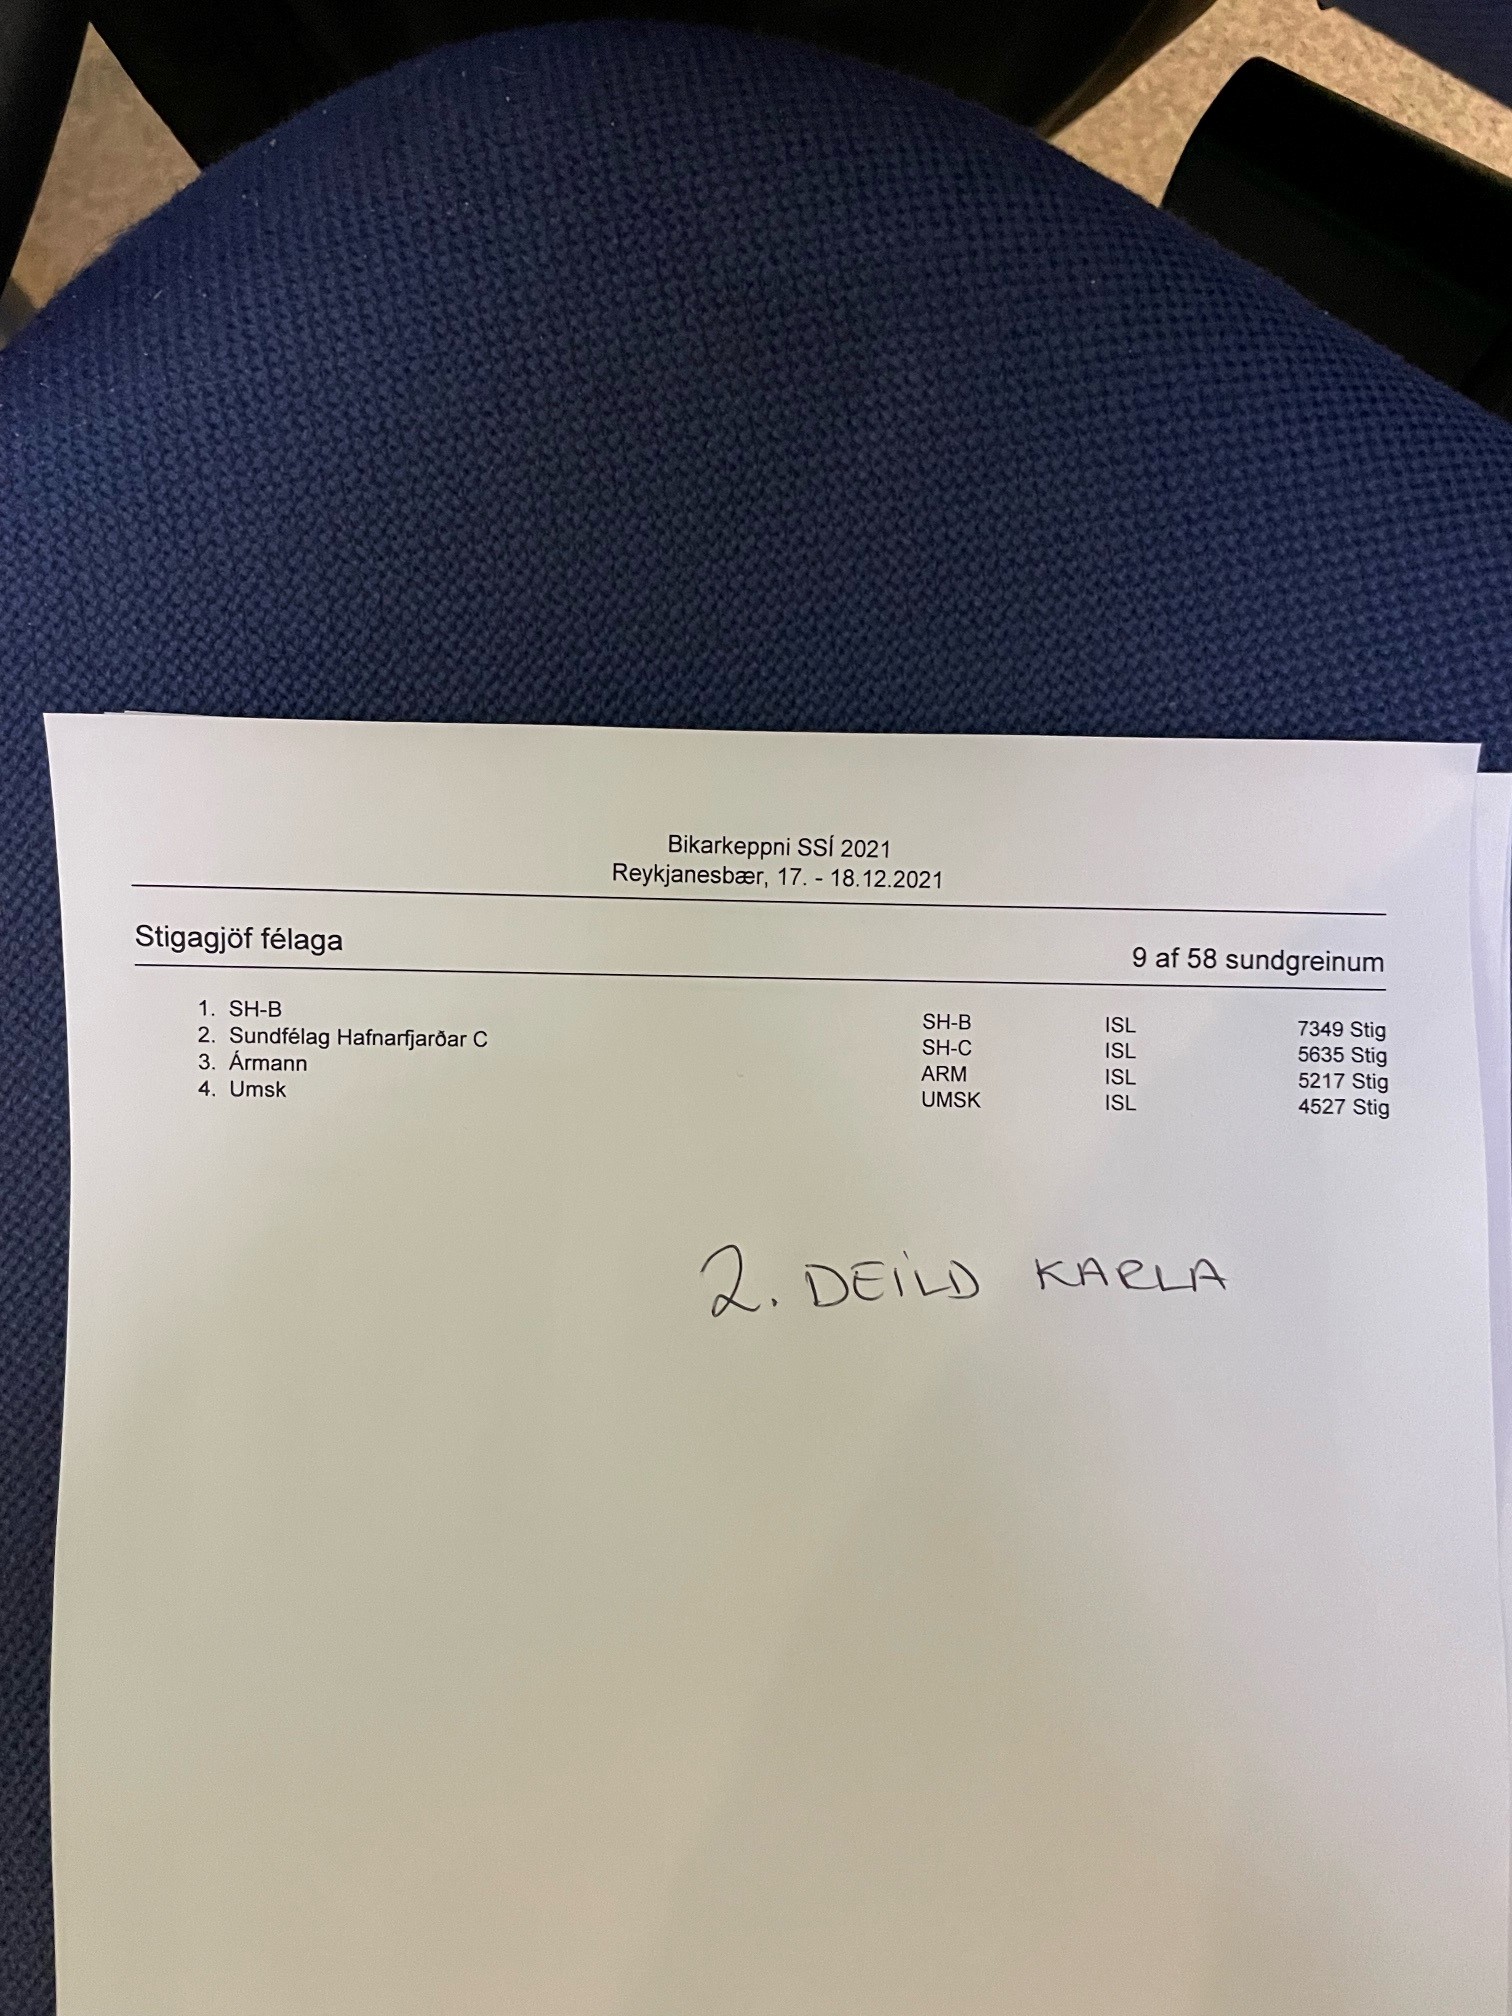 Bikarkeppni SSÍ 2021
Reykjanesbær, 17. - 18.12.2021
Stigagjöf félaga 9 af 58 sundgreinum
1. SH-B SH-B ISL 7349 Stig
2. Sundfélag Hafnarfjarðar C SH-C ISL 5635 Stig
3. Ármann ARM ISL 5217 Stig
4. Umsk UMSK ISL 4527 Stig
2. DEILD KARLA